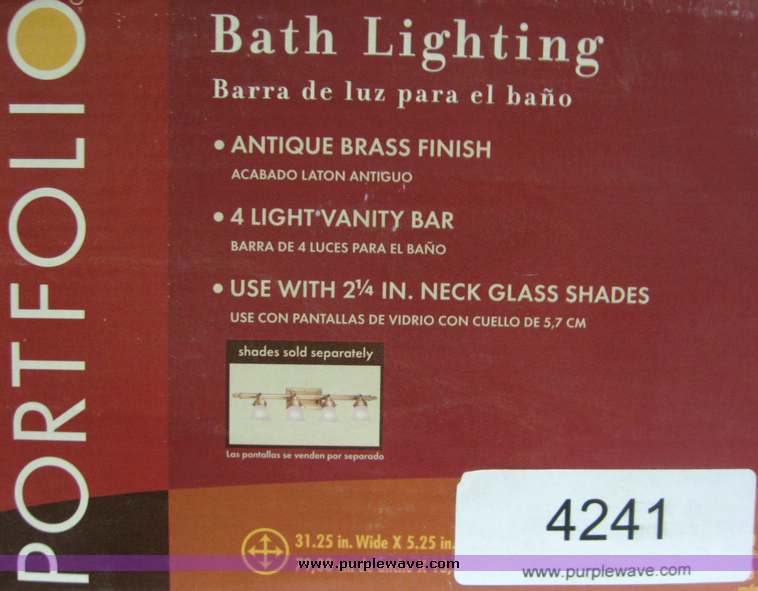 PORTFOLIO
Bath Lighting
Barra de luz para el baño
• ANTIQUE BRASS FINISH
ACABADO LATON ANTIGUO
• 4 LIGHT VANITY BAR
BARRA DE 4 LUCES PARA EL BAÑO
• USE WITH 2¼ IN. NECK GLASS SHADES
USE CON PANTALLAS DE VIDRIO CON CUELLO DE 5,7 CM
shades sold separately
Las pantallas se venden por separado
31.25 in. Wide X 5.25 in.
4241
www.purplewave.com
www.purplewave.com